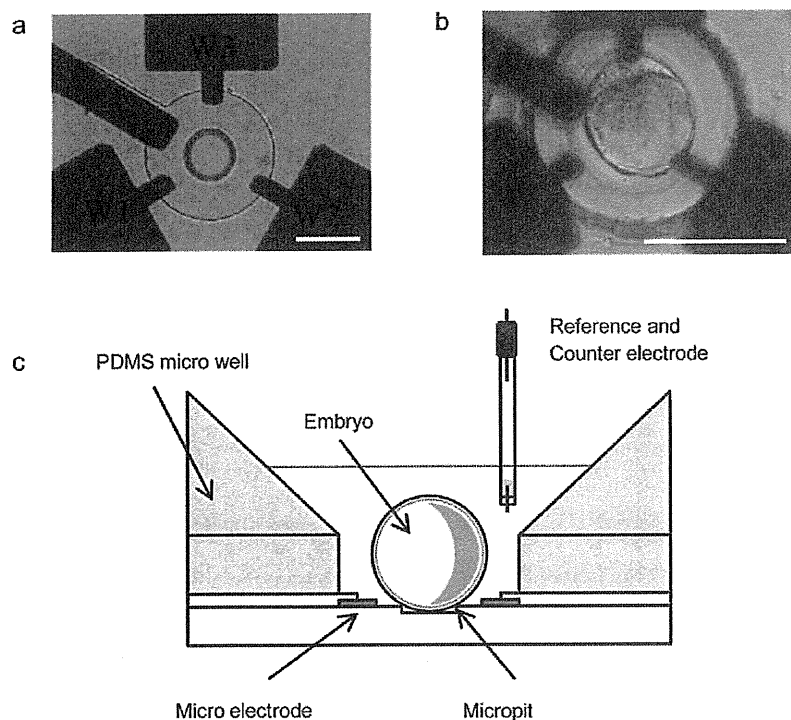 a
b
W3
W1
W2
c
PDMS micro well
Reference and
Counter electrode
Embryo
Micro electrode
Micropit